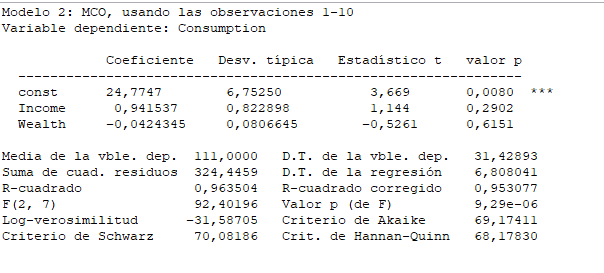 Modelo 2: MCO, usando las observaciones 1-10
Variable dependiente: Consumption
Coeficiente Desv. típica Estadístico t valor p
---------------------------------------------------------------
const 24,7747 6,75250 3,669 0,0080 ***
Income 0,941537 0,822898 1,144 0,2902
Wealth -0,0424345 0,0806645 -0,5261 0,6151
Media de la vble. dep. 111,0000 D.T. de la vble. dep. 31,42893
Suma de cuad. residuos 324,4459 D.T. de la regresión 6,808041
R-cuadrado 0,963504 R-cuadrado corregido 0,953077
F(2, 7) 92,40196 Valor p (de F) 9,29e-06
Log-verosimilitud -31,58705 Criterio de Akaike 69,17411
Criterio de Schwarz 70,08186 Crit. de Hannan-Quinn 68,17830